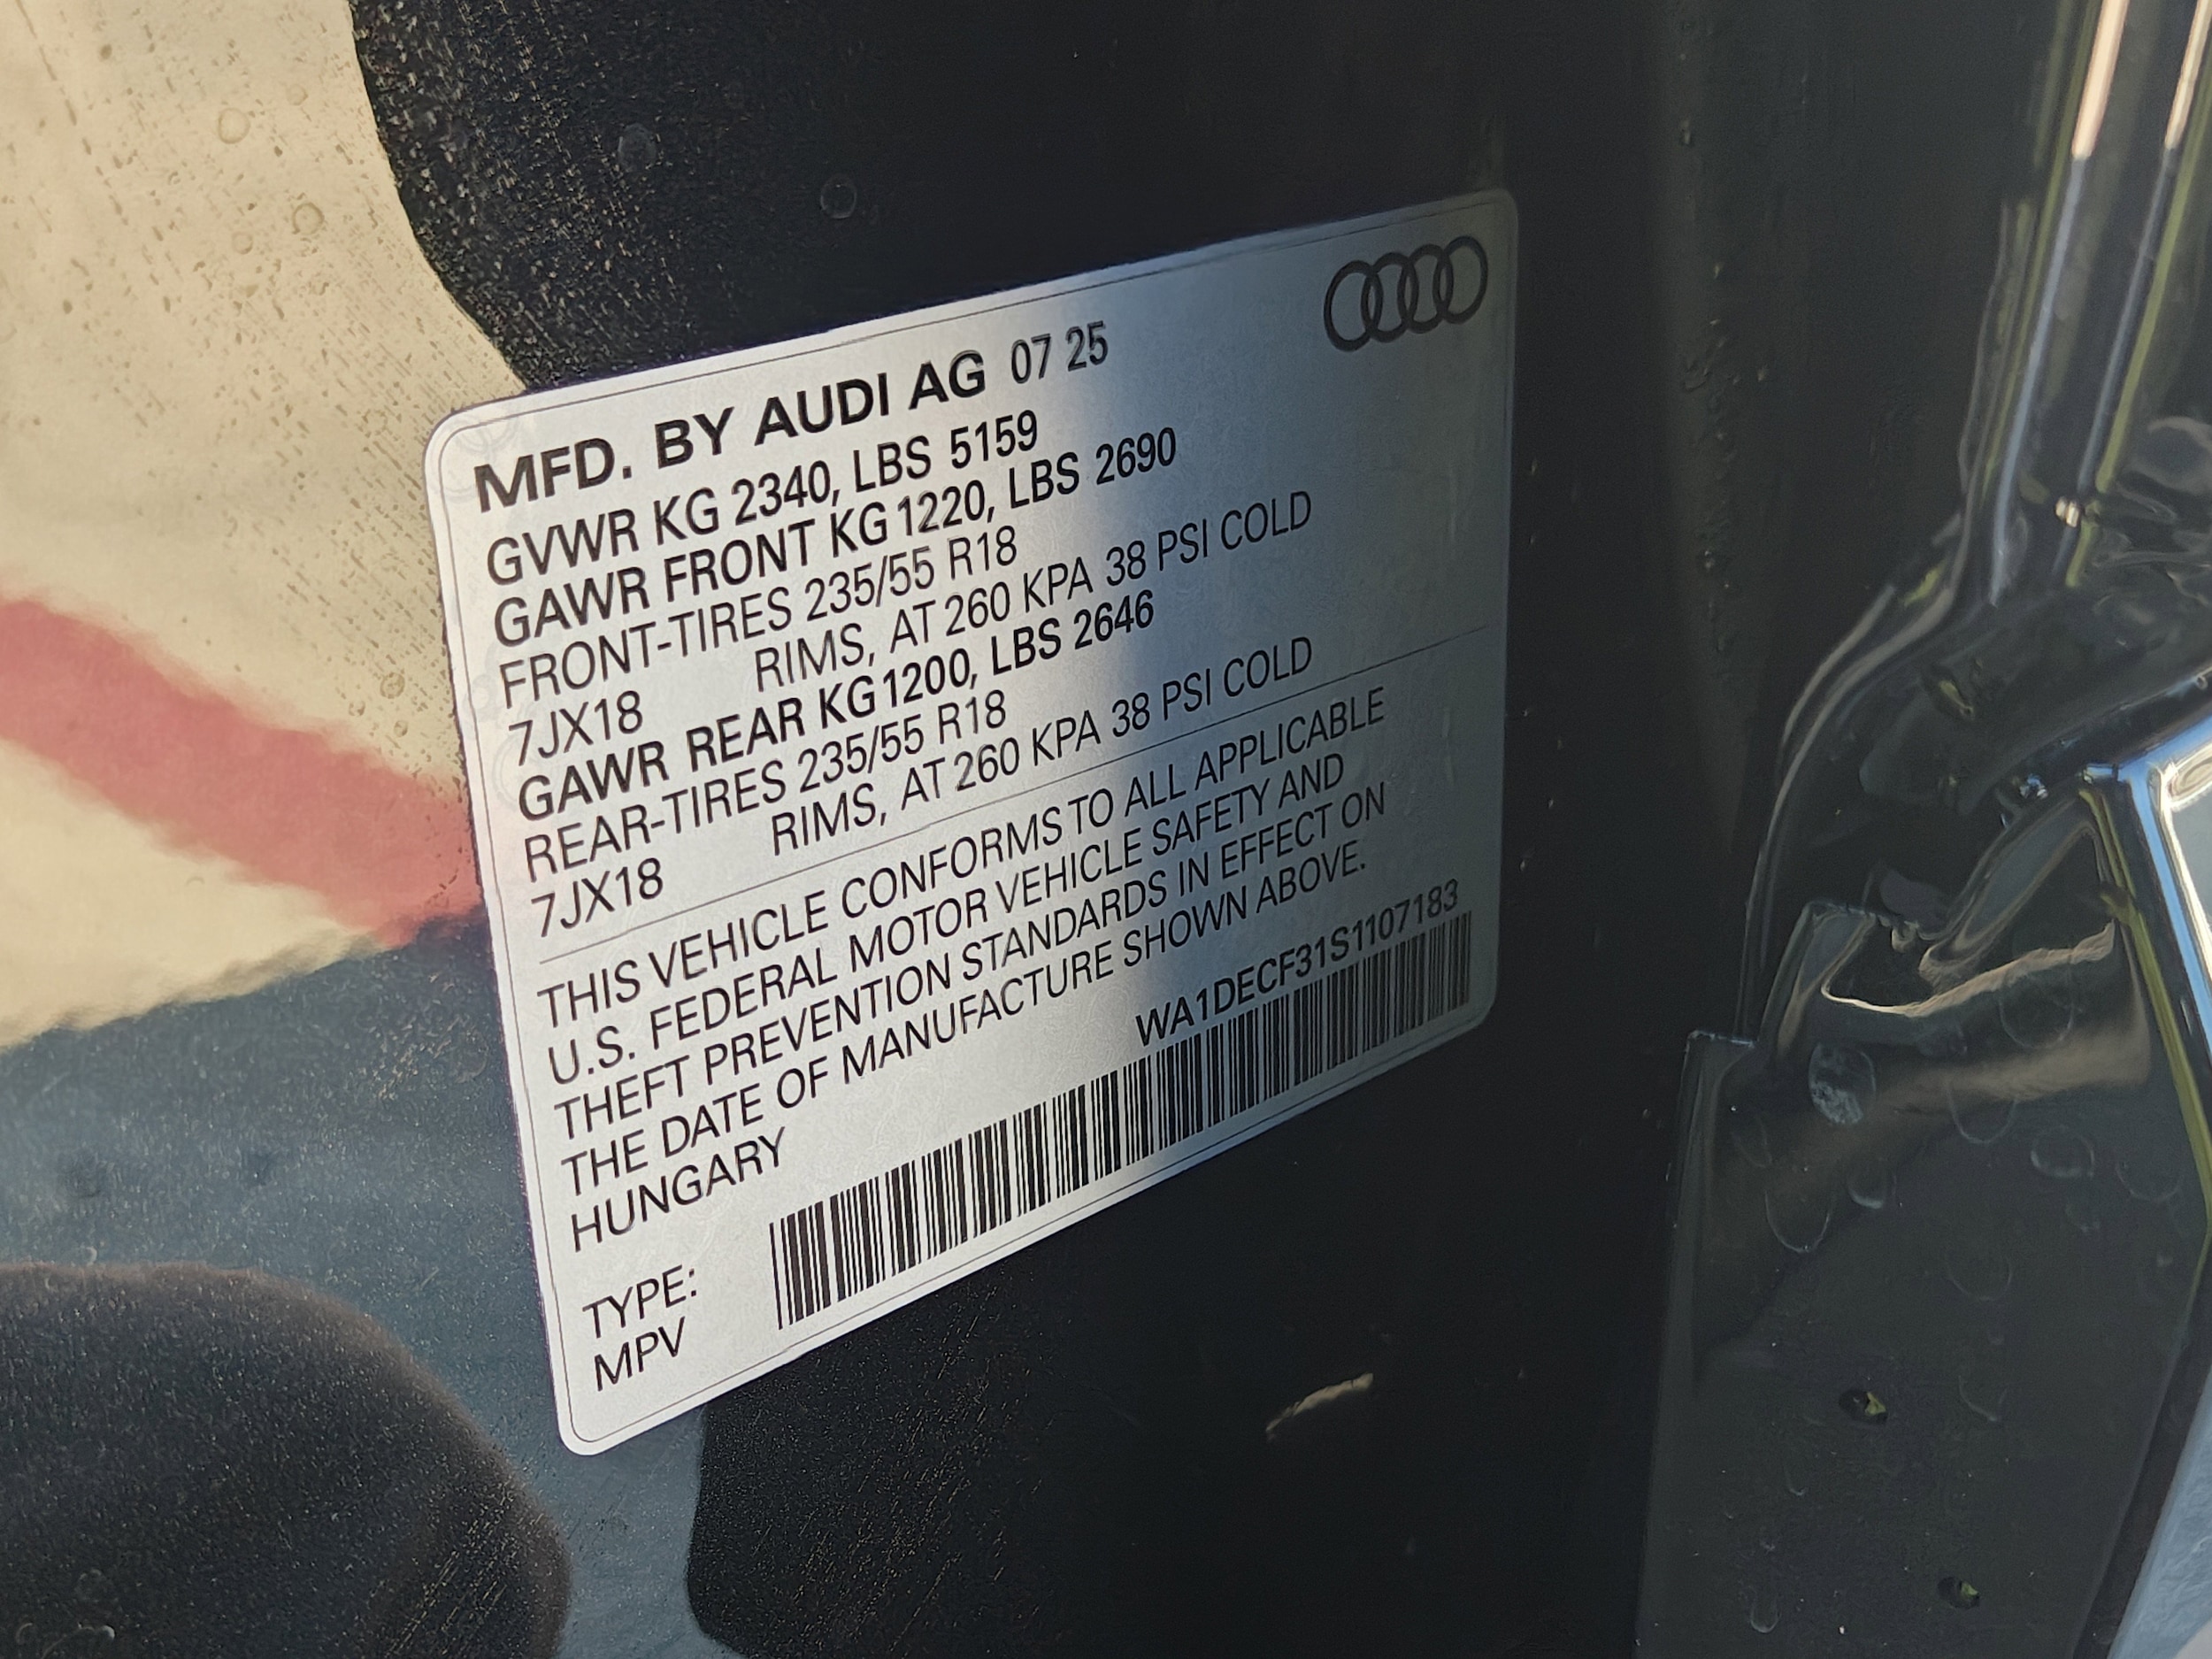 MFD. BY AUDI AG 07 25
GVWR KG 2340, LBS 5159
GAWR FRONT KG 1220, LBS 2690
FRONT-TIRES 235/55 R18
7JX18 RIMS, AT 260 KPA 38 PSI COLD
GAWR REAR KG 1200, LBS 2646
REAR-TIRES 235/55 R18
7JX18 RIMS, AT 260 KPA 38 PSI COLD
THIS VEHICLE CONFORMS TO ALL APPLICABLE
U.S. FEDERAL MOTOR VEHICLE SAFETY AND
THEFT PREVENTION STANDARDS IN EFFECT ON
THE DATE OF MANUFACTURE SHOWN ABOVE.
HUNGARY WA1DECF31S1107183
TYPE:
MPV